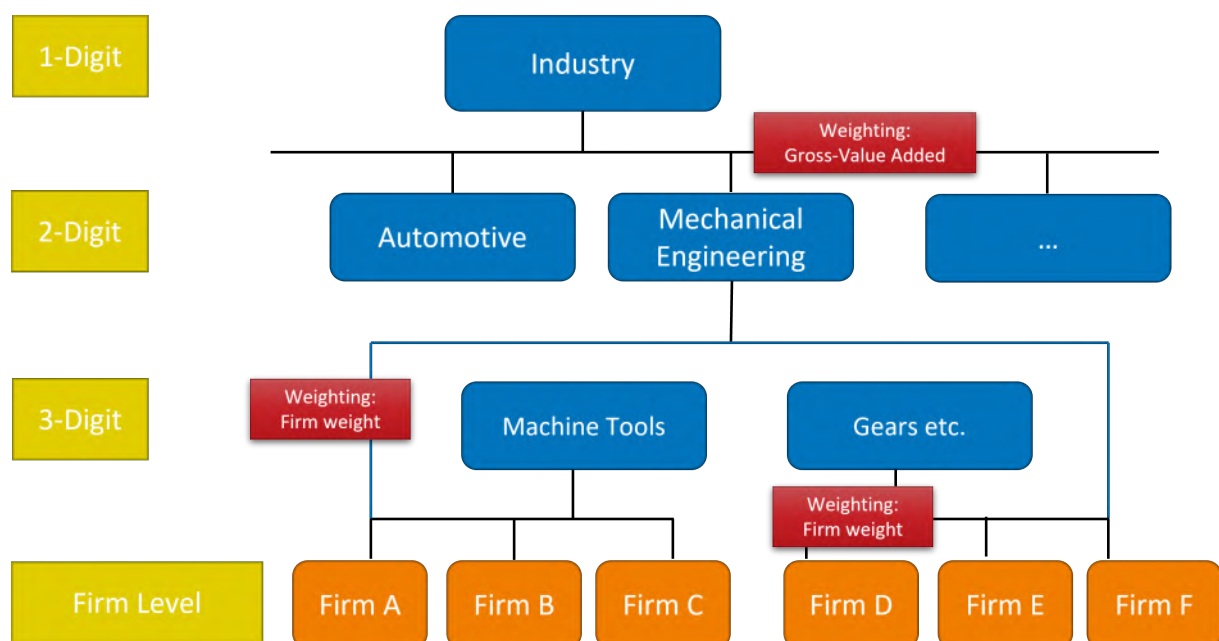 1-Digit
Industry
Weighting:
Gross-Value Added
2-Digit
Automotive
Mechanical
Engineering
...
3-Digit
Weighting:
Firm weight
Machine Tools
Gears etc.
Weighting:
Firm weight
Firm Level
Firm A
Firm B
Firm C
Firm D
Firm E
Firm F